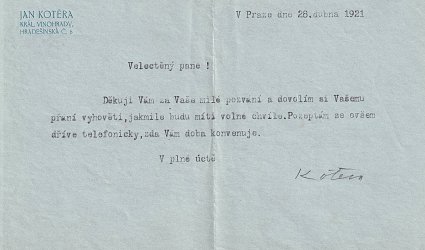 JAN KOTĚRA
KRÁL. VINOHRADY,
HRADEŠINSKÁ Č. 6
V Praze dne 28.dubna 1921
Velectěný pane !
Děkuji Vám za Vaše milé pozvání a dovolím si Vašemu
přání vyhověti,jakmile budu míti volné chvíle.Pozeptám se ovšem
dříve telefonicky,zda Vám doba konvenuje.
V plné úctě
Kotěra